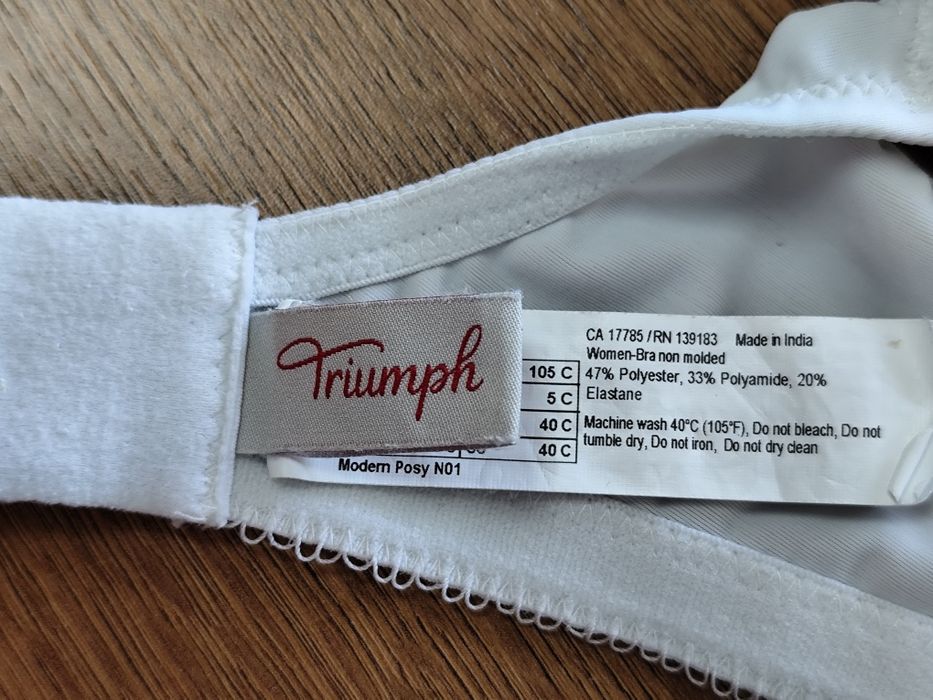 Triumph
CA 17785 / RN 139183 Made in India
Women-Bra non molded
47% Polyester, 33% Polyamide, 20%
Elastane
Machine wash 40°C (105°F), Do not bleach, Do not
tumble dry, Do not iron, Do not dry clean
105 C
5 C
40 C
40 C
Modern Posy N01